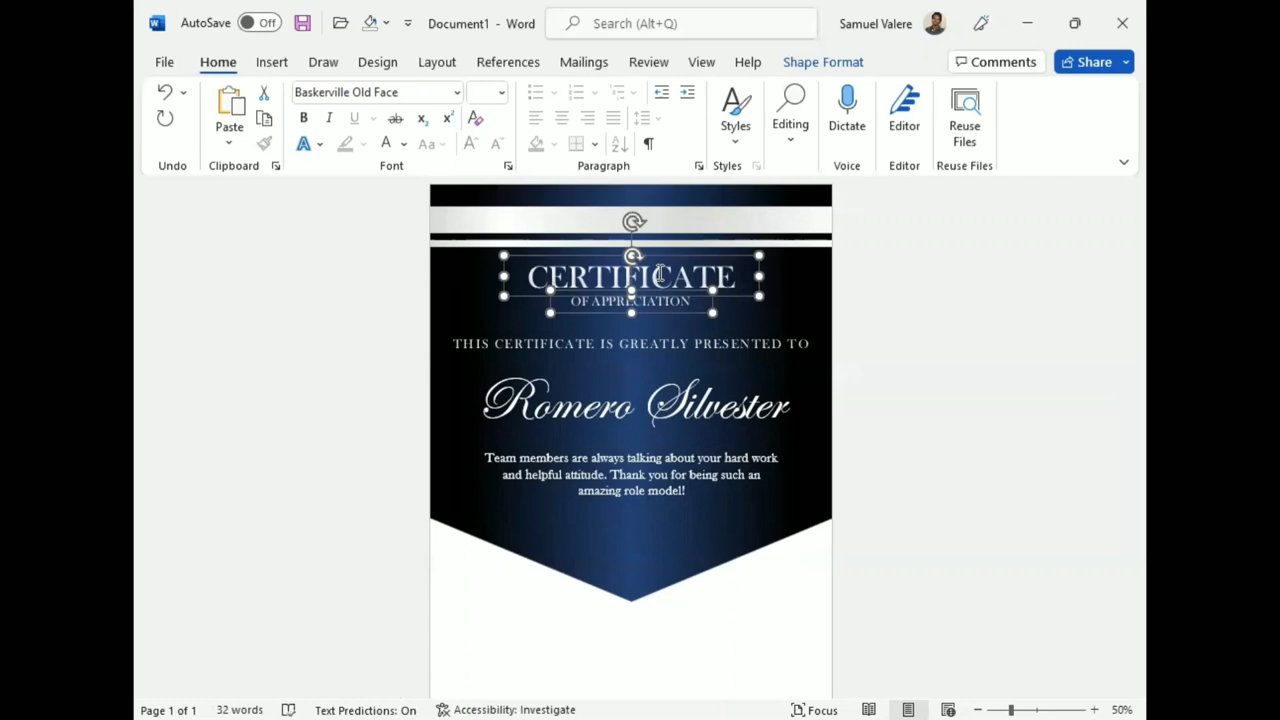 AutoSave Off Document1 - Word Search (Alt+Q) Samuel Valere
File Home Insert Draw Design Layout References Mailings Review View Help Shape Format Comments Share
Baskerville Old Face
Paste
B I U ab x₂ x² A
A A Aa A A
Styles Editing Dictate Editor Reuse Files
Undo Clipboard Font Paragraph Styles Voice Editor Reuse Files
CERTIFICATE
OF APPRECIATION
THIS CERTIFICATE IS GREATLY PRESENTED TO
Romero Silvester
Team members are always talking about your hard work
and helpful attitude. Thank you for being such an
amazing role model!
Page 1 of 1 32 words Text Predictions: On Accessibility: Investigate Focus 50%